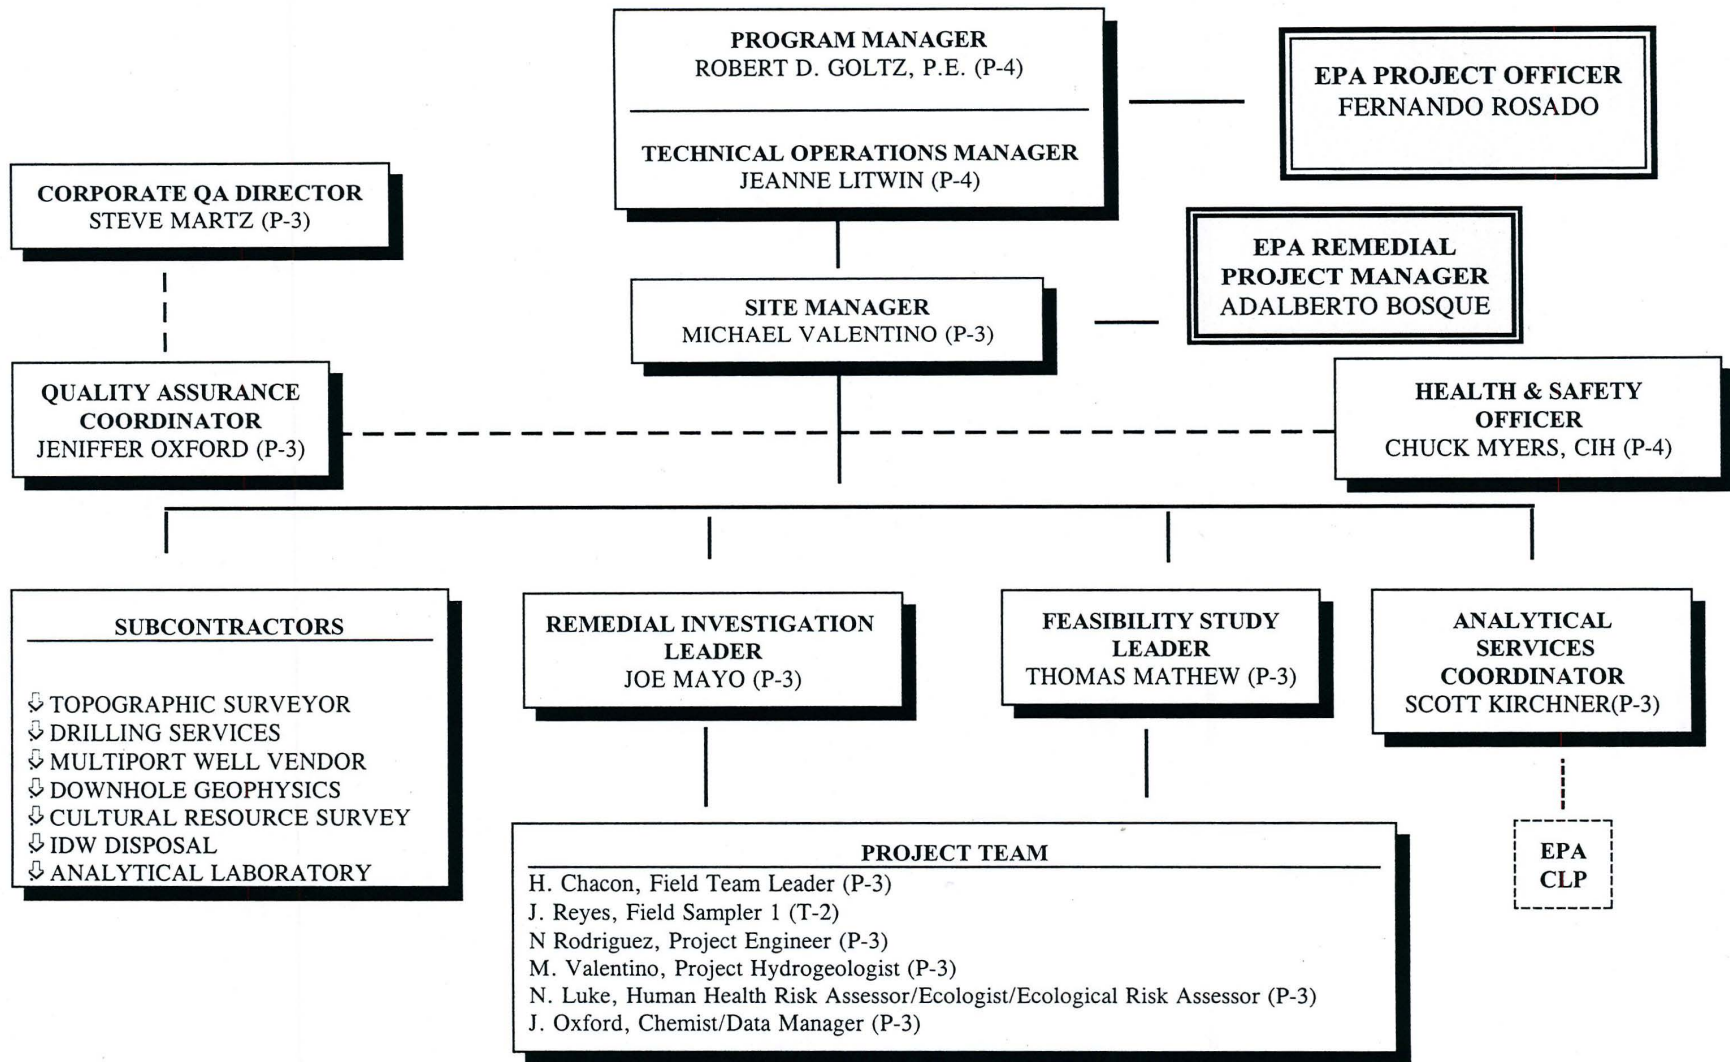 PROGRAM MANAGER
ROBERT D. GOLTZ, P.E. (P-4)
TECHNICAL OPERATIONS MANAGER
JEANNE LITWIN (P-4)
EPA PROJECT OFFICER
FERNANDO ROSADO
CORPORATE QA DIRECTOR
STEVE MARTZ (P-3)
EPA REMEDIAL
PROJECT MANAGER
ADALBERTO BOSQUE
SITE MANAGER
MICHAEL VALENTINO (P-3)
QUALITY ASSURANCE
COORDINATOR
JENIFFER OXFORD (P-3)
HEALTH & SAFETY
OFFICER
CHUCK MYERS, CIH (P-4)
SUBCONTRACTORS
TOPOGRAPHIC SURVEYOR
DRILLING SERVICES
MULTIPORT WELL VENDOR
DOWNHOLE GEOPHYSICS
CULTURAL RESOURCE SURVEY
IDW DISPOSAL
ANALYTICAL LABORATORY
REMEDIAL INVESTIGATION
LEADER
JOE MAYO (P-3)
FEASIBILITY STUDY
LEADER
THOMAS MATHEW (P-3)
ANALYTICAL
SERVICES
COORDINATOR
SCOTT KIRCHNER(P-3)
EPA
CLP
PROJECT TEAM
H. Chacon, Field Team Leader (P-3)
J. Reyes, Field Sampler 1 (T-2)
N Rodriguez, Project Engineer (P-3)
M. Valentino, Project Hydrogeologist (P-3)
N. Luke, Human Health Risk Assessor/Ecologist/Ecological Risk Assessor (P-3)
J. Oxford, Chemist/Data Manager (P-3)